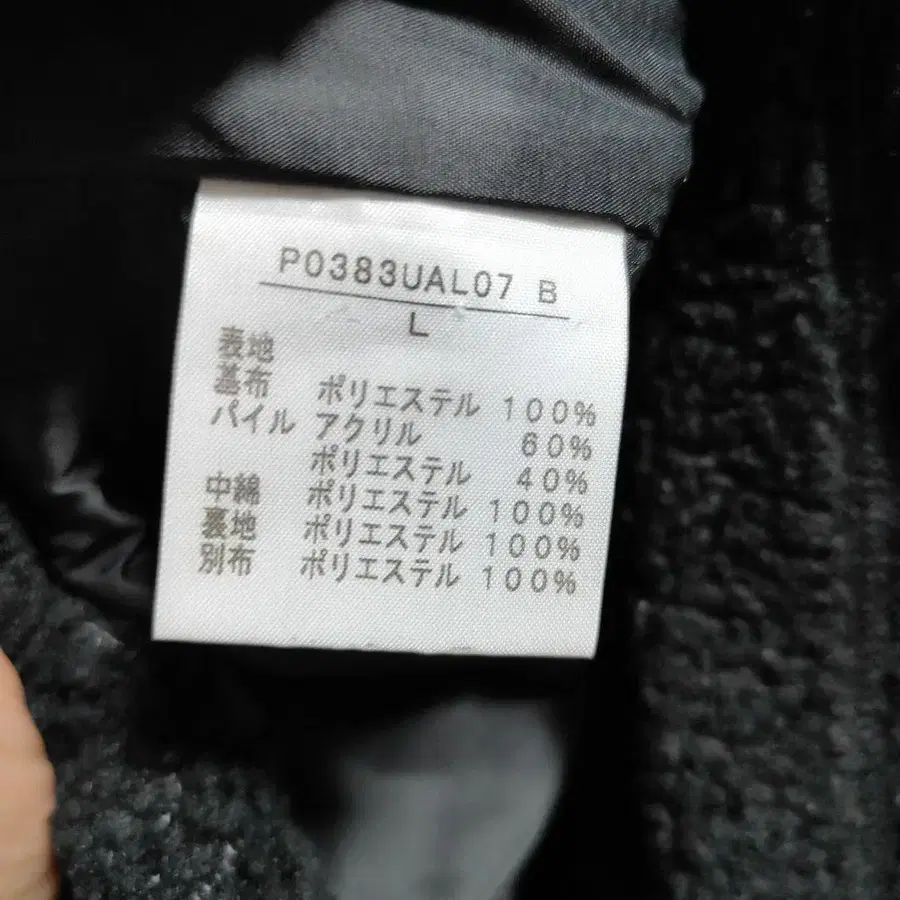 P0383UAL07 B
L
表地
基布 ポリエステル 100%
パイル アクリル 60%
ポリエステル 40%
中綿 ポリエステル 100%
裏地 ポリエステル 100%
別布 ポリエステル 100%